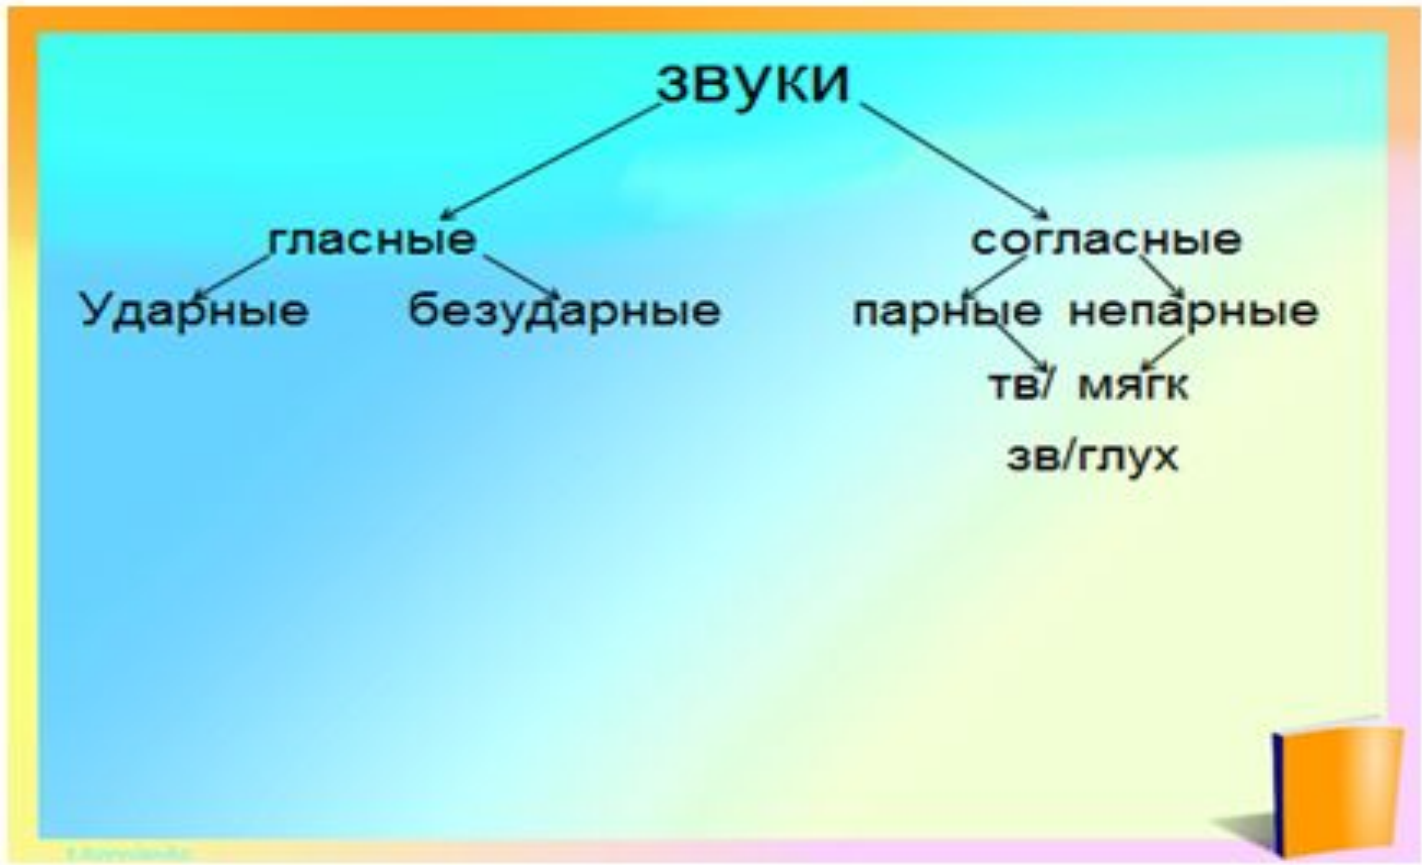 звуки
гласные согласные
Ударные безударные парные непарные
тв/ мягк
зв/глух